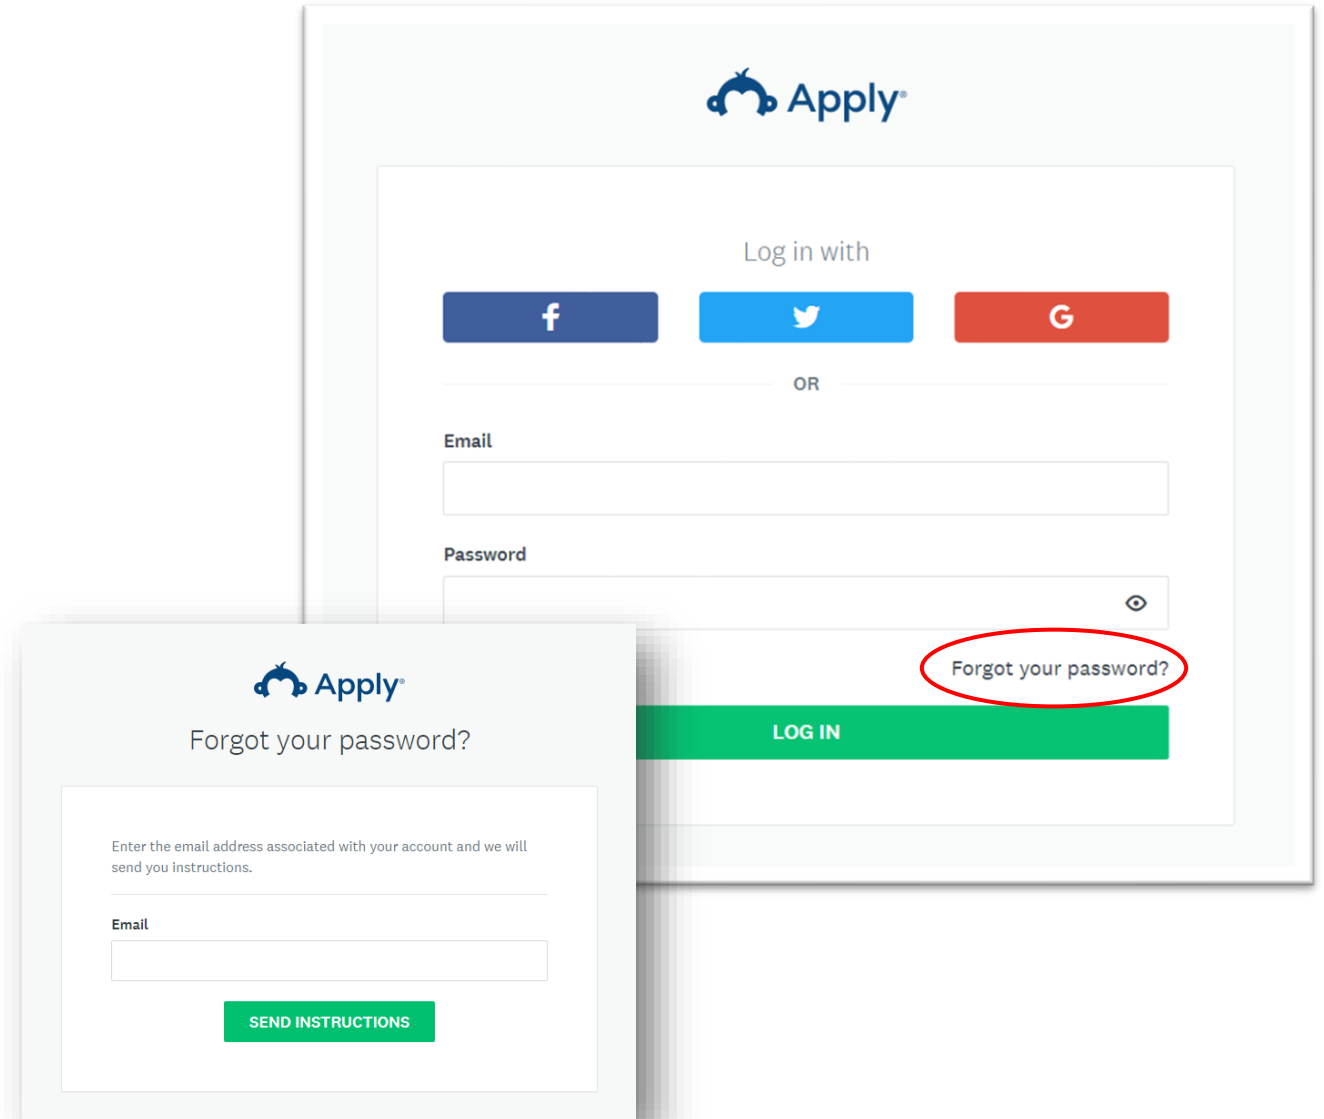 Apply®
Log in with
OR
Email
Password
Forgot your password?
LOG IN
Apply®
Forgot your password?
Enter the email address associated with your account and we will
send you instructions.
Email
SEND INSTRUCTIONS